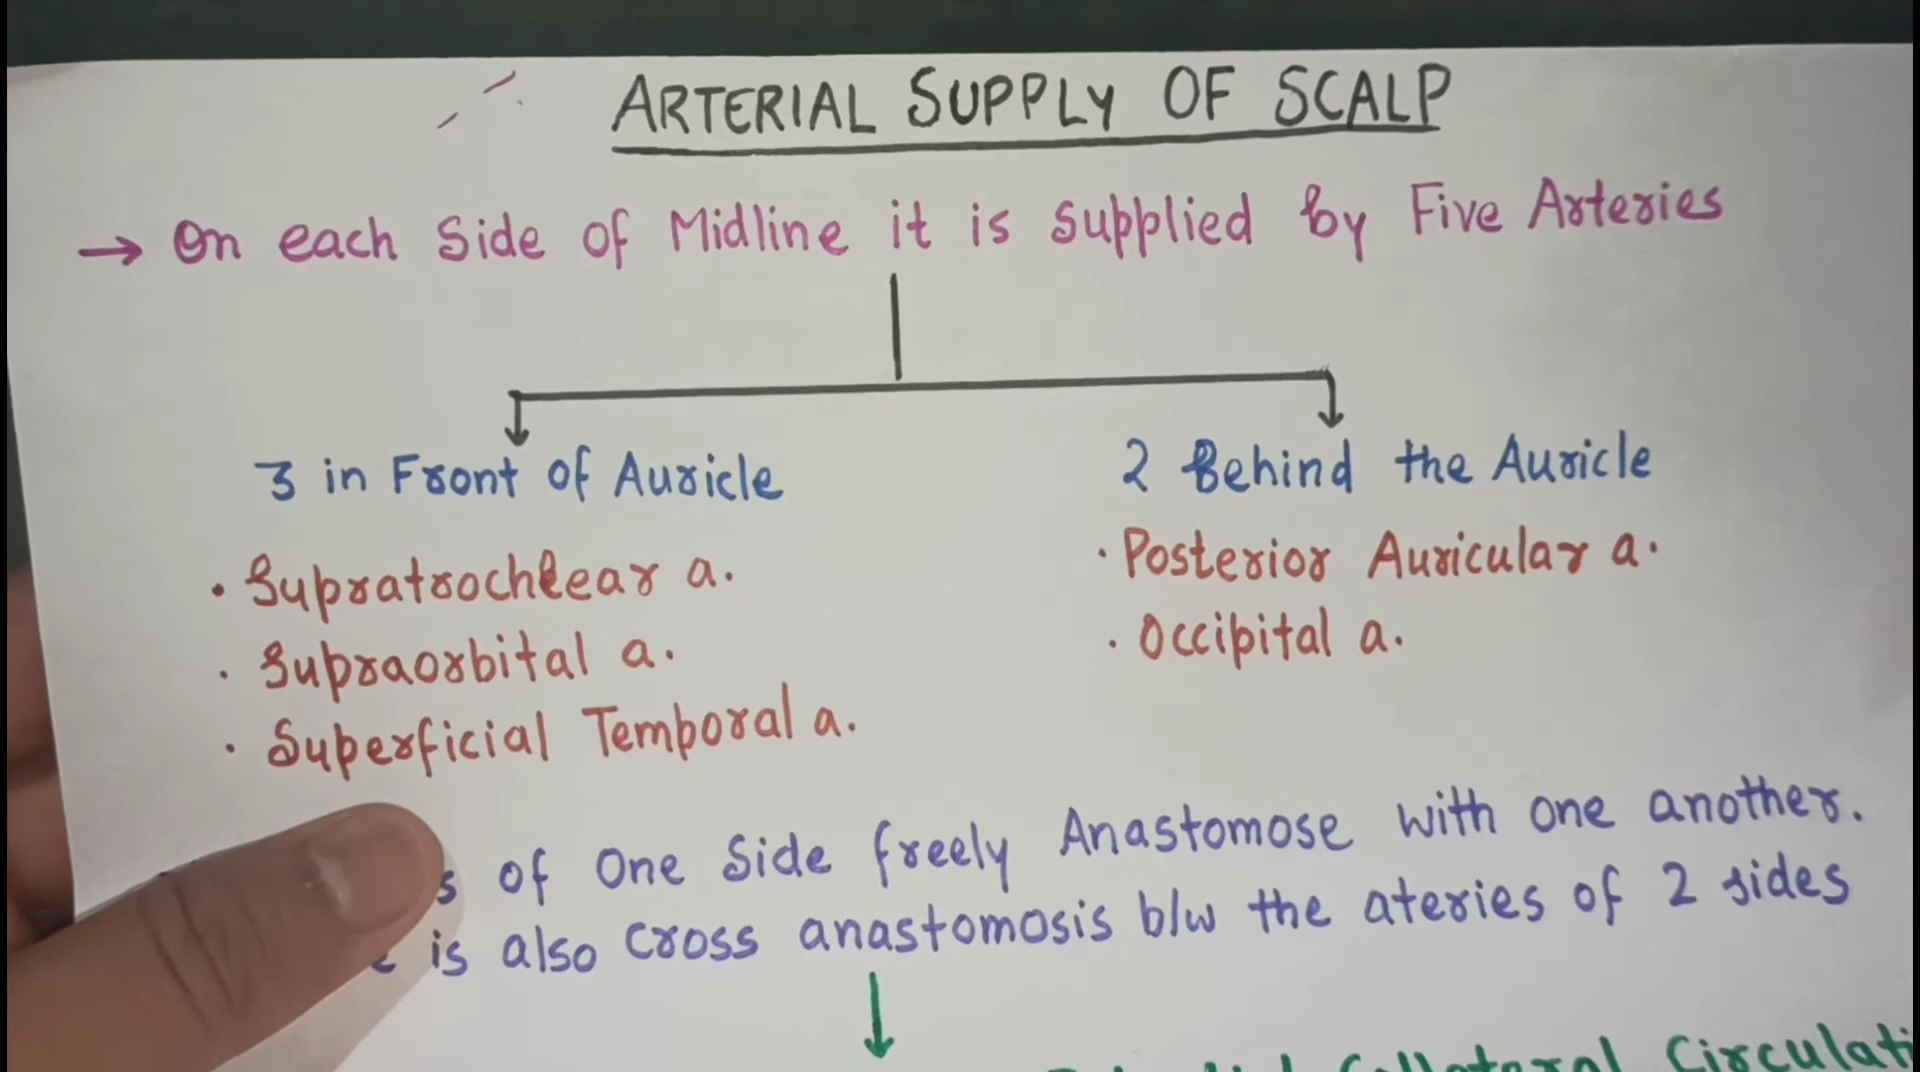 ARTERIAL SUPPLY OF SCALP
→ On each Side of Midline it is supplied by Five Arteries
3 in Front of Auricle
2 Behind the Auricle
· Supratrochlear a.
· Posterior Auricular a.
· Supraorbital a.
· Occipital a.
· Superficial Temporal a.
of One Side freely Anastomose with one another.
is also cross anastomosis b/w the ateries of 2 sides
Collateral